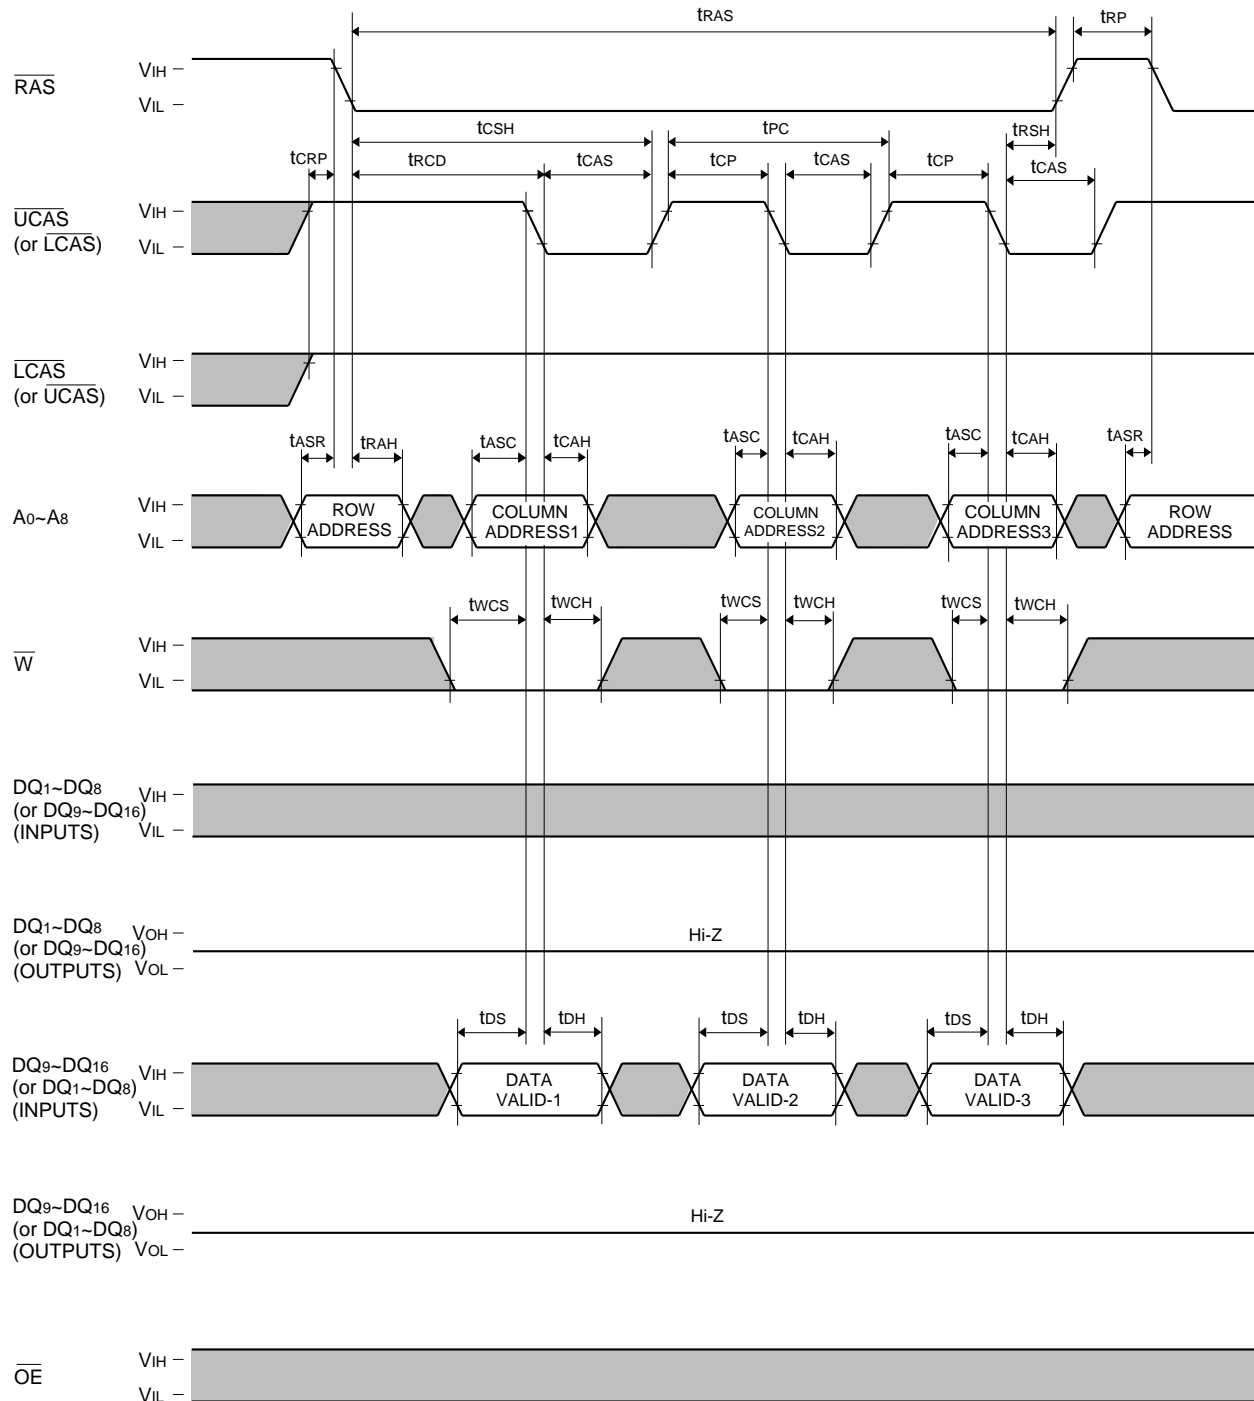 tRAS
tRP
RAS
VIH
VIL
tCSH
tPC
tRSH
tCRP
tRCD
tCAS
tCP
tCAS
tCP
tCAS
UCAS
(or LCAS)
VIH
VIL
LCAS
(or UCAS)
VIH
VIL
tASR
tRAH
tASC
tCAH
tASC
tCAH
tASC
tCAH
tASR
A0~A8
VIH
VIL
ROW
ADDRESS
COLUMN
ADDRESS1
COLUMN
ADDRESS2
COLUMN
ADDRESS3
ROW
ADDRESS
tWCS
tWCH
tWCS
tWCH
tWCS
tWCH
W
VIH
VIL
DQ1~DQ8
(or DQ9~DQ16)
(INPUTS)
VIH
VIL
DQ1~DQ8
(or DQ9~DQ16)
(OUTPUTS)
VOH
VOL
Hi-Z
tDS
tDH
tDS
tDH
tDS
tDH
DQ9~DQ16
(or DQ1~DQ8)
(INPUTS)
VIH
VIL
DATA
VALID-1
DATA
VALID-2
DATA
VALID-3
DQ9~DQ16
(or DQ1~DQ8)
(OUTPUTS)
VOH
VOL
Hi-Z
OE
VIH
VIL